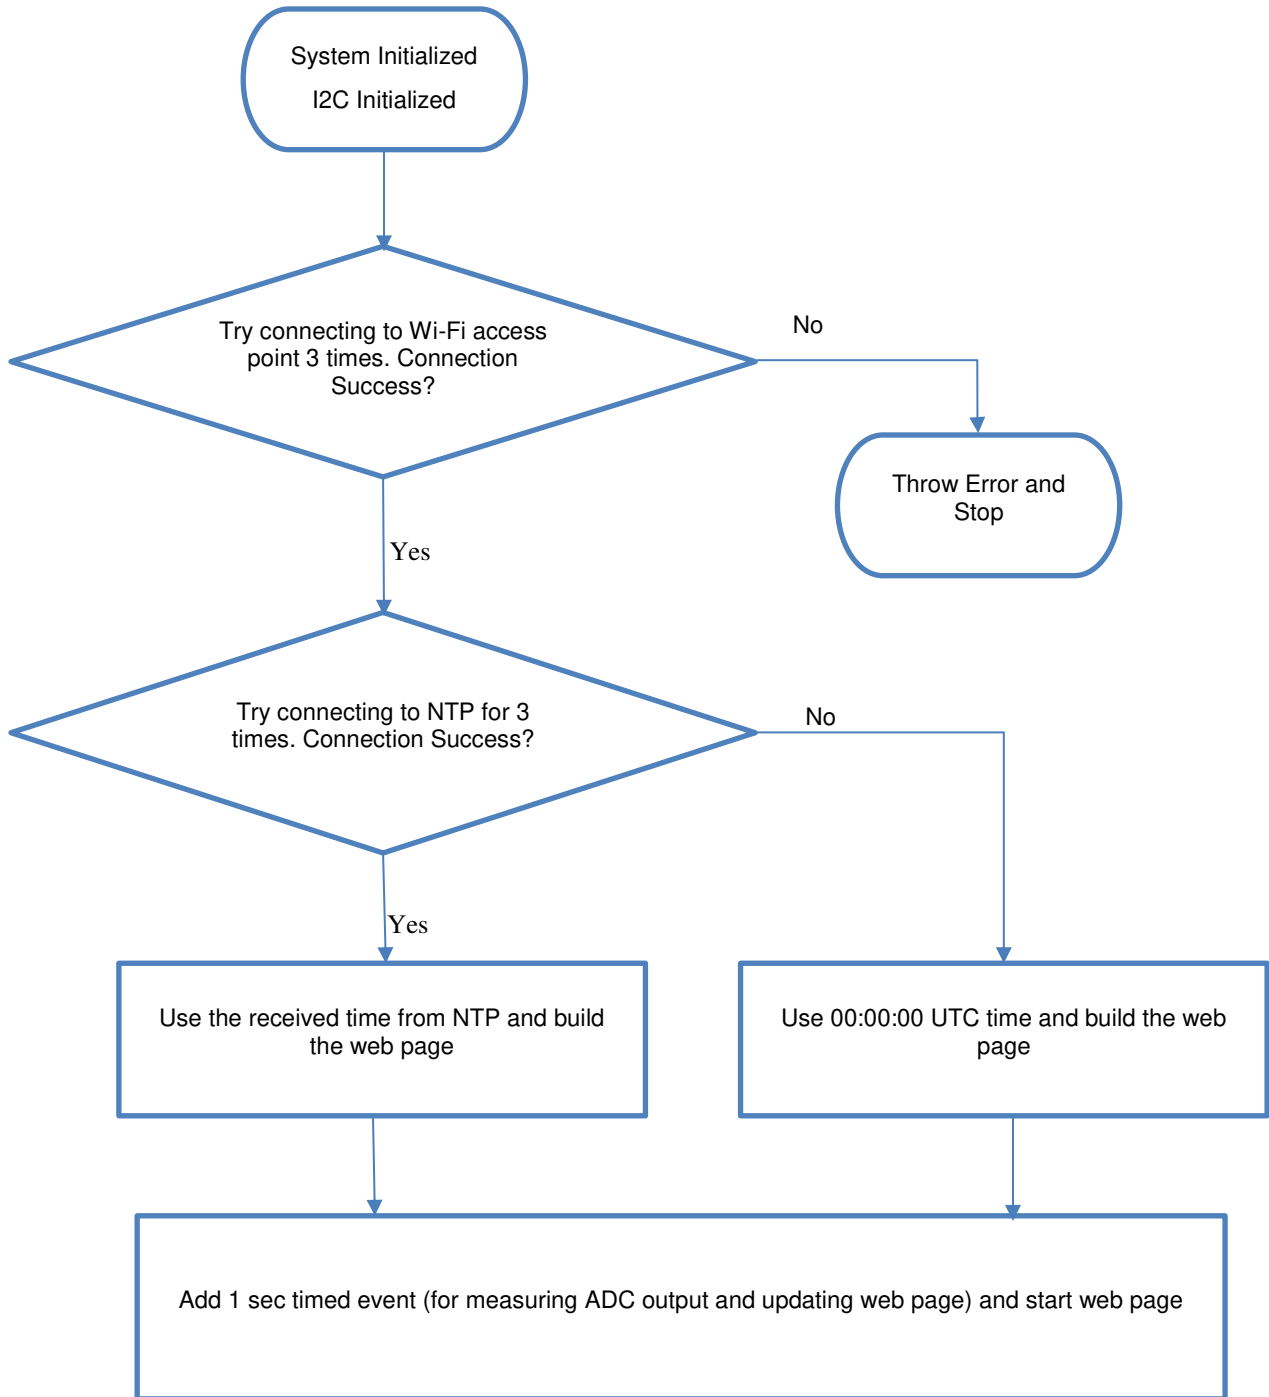 System Initialized
I2C Initialized
Try connecting to Wi-Fi access
point 3 times. Connection
Success?
No
Throw Error and
Stop
Yes
Try connecting to NTP for 3
times. Connection Success?
No
Yes
Use the received time from NTP and build
the web page
Use 00:00:00 UTC time and build the web
page
Add 1 sec timed event (for measuring ADC output and updating web page) and start web page